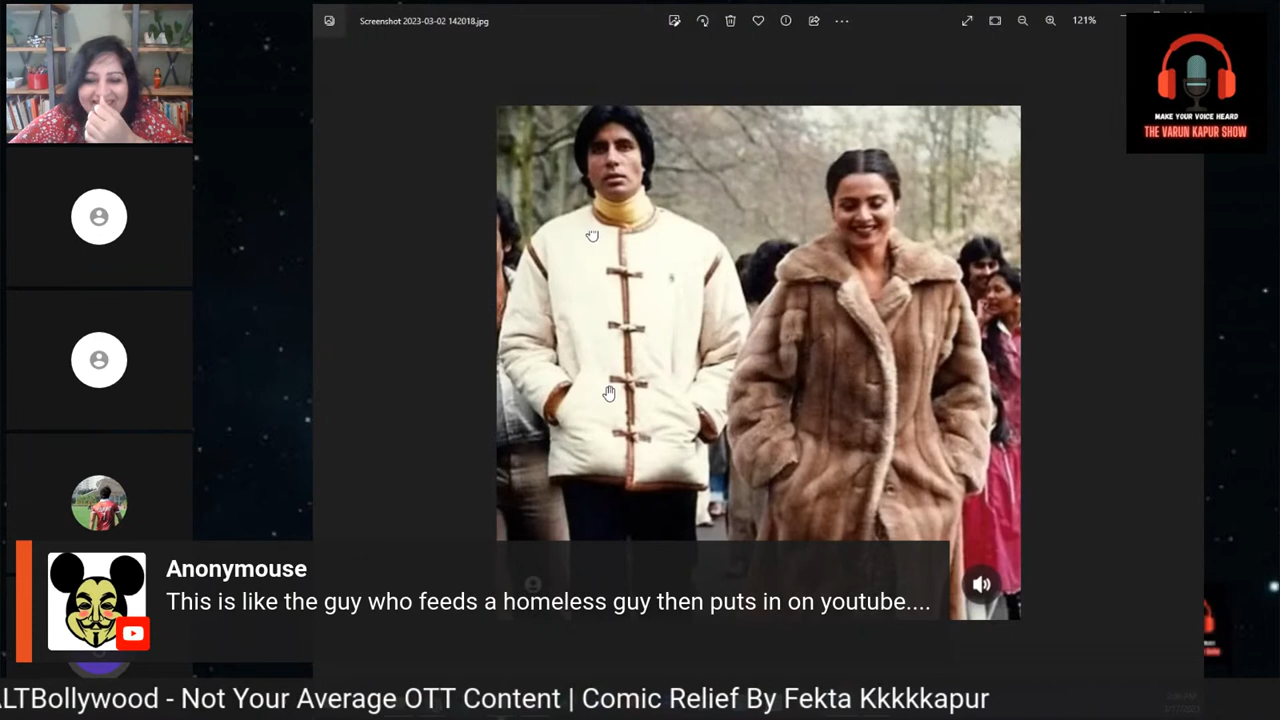 Screenshot 2023-03-02 142018.jpg
121%
MAKE YOUR VOICE HEARD
THE VARUN KAPUR SHOW
Anonymouse
This is like the guy who feeds a homeless guy then puts in on youtube....
ALTBollywood - Not Your Average OTT Content | Comic Relief By Fekta Kkkkkapur